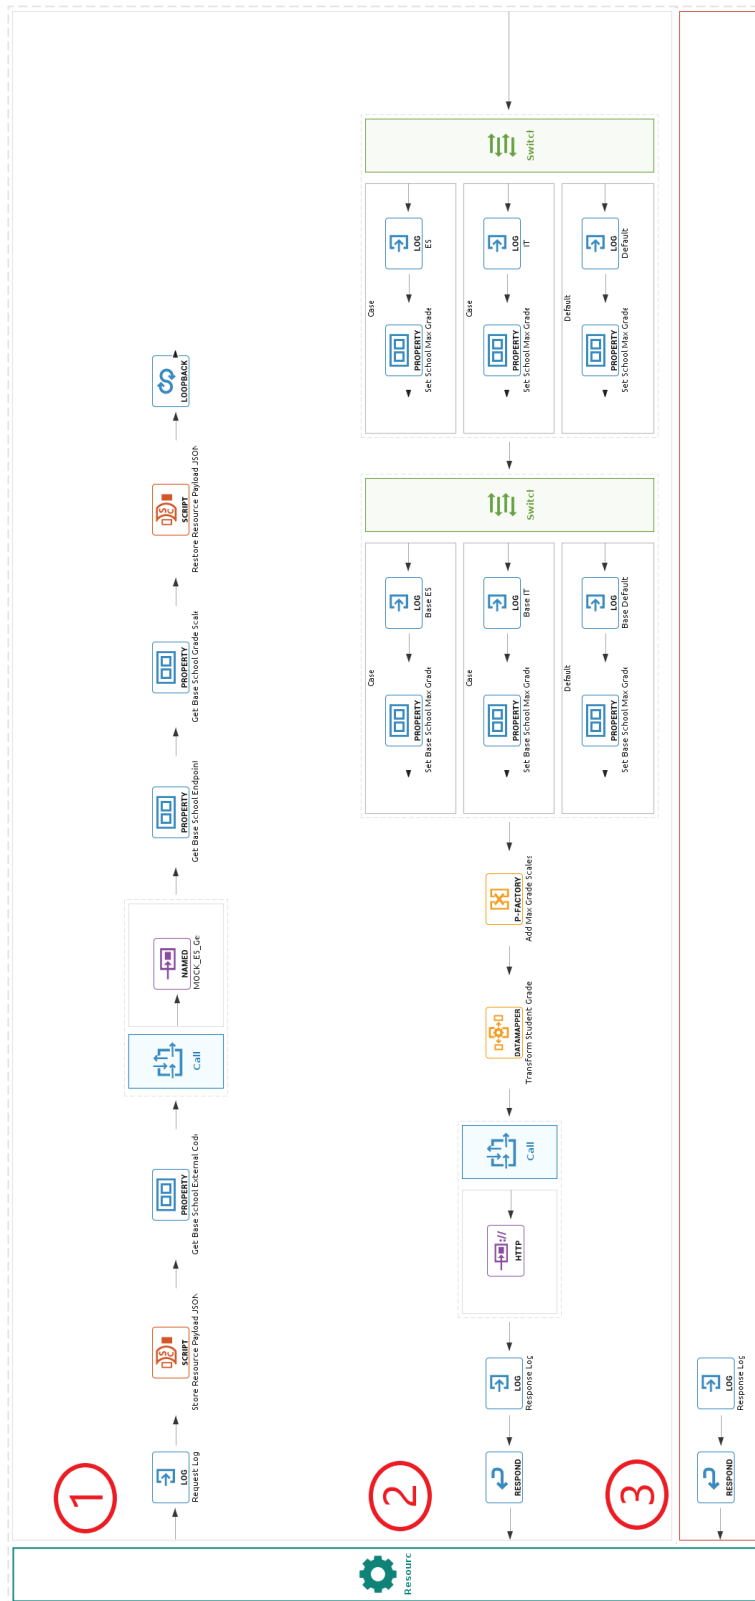 1
LOG
Request Log
SCRIPT
Store Resource Payload JSON
PROPERTY
Get Base School External Code
Call
NAMED
MOCK_ES_Ge
PROPERTY
Get Base School Endpoint
PROPERTY
Get Base School Grade Scale
SCRIPT
Restore Resource Payload JSON
LOOPBACK
2
Switch
Case
LOG
ES
PROPERTY
Set School Max Grade
Case
LOG
IT
PROPERTY
Set School Max Grade
Default
LOG
Default
PROPERTY
Set School Max Grade
Switch
Case
LOG
Base ES
PROPERTY
Set Base School Max Grade
Case
LOG
Base IT
PROPERTY
Set Base School Max Grade
Default
LOG
Base Default
PROPERTY
Set Base School Max Grade
P-FACTORY
Add Max Grade Scales
DATAMAPPER
Transform Student Grade
Call
://
HTTP
LOG
Response Log
RESPOND
3
LOG
Response Log
RESPOND
Resourc